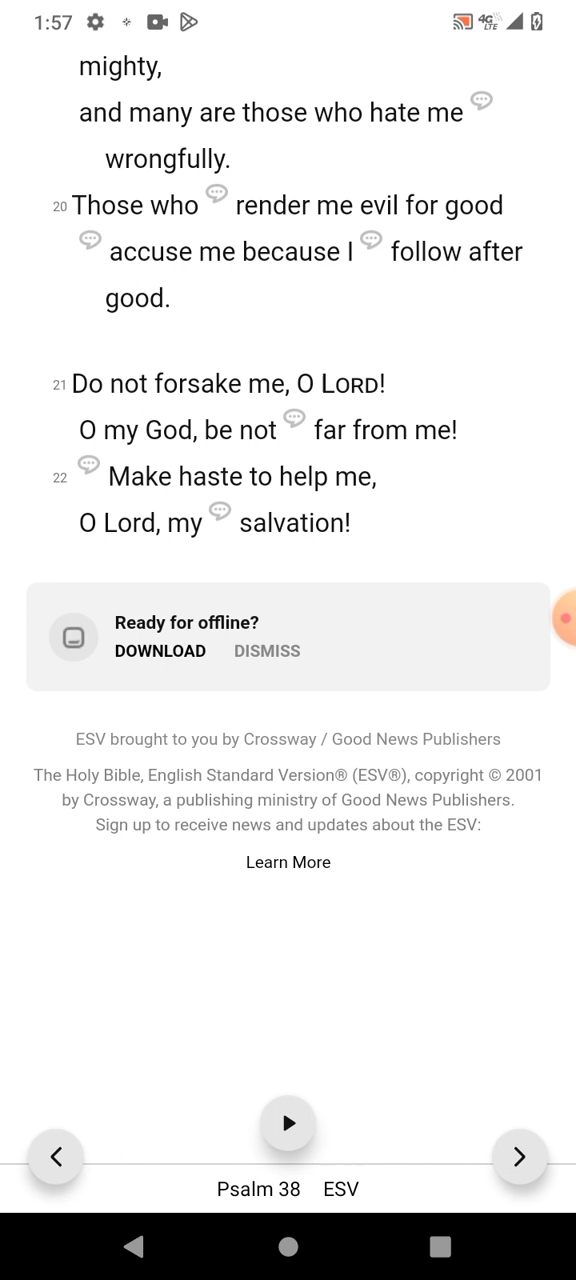 1:57
4G
LTE
mighty,
and many are those who hate me
wrongfully.
20 Those who render me evil for good
accuse me because I follow after
good.
21 Do not forsake me, O LORD!
O my God, be not far from me!
22 Make haste to help me,
O Lord, my salvation!
Ready for offline?
DOWNLOAD DISMISS
ESV brought to you by Crossway / Good News Publishers
The Holy Bible, English Standard Version® (ESV®), copyright © 2001
by Crossway, a publishing ministry of Good News Publishers.
Sign up to receive news and updates about the ESV:
Learn More
Psalm 38 ESV